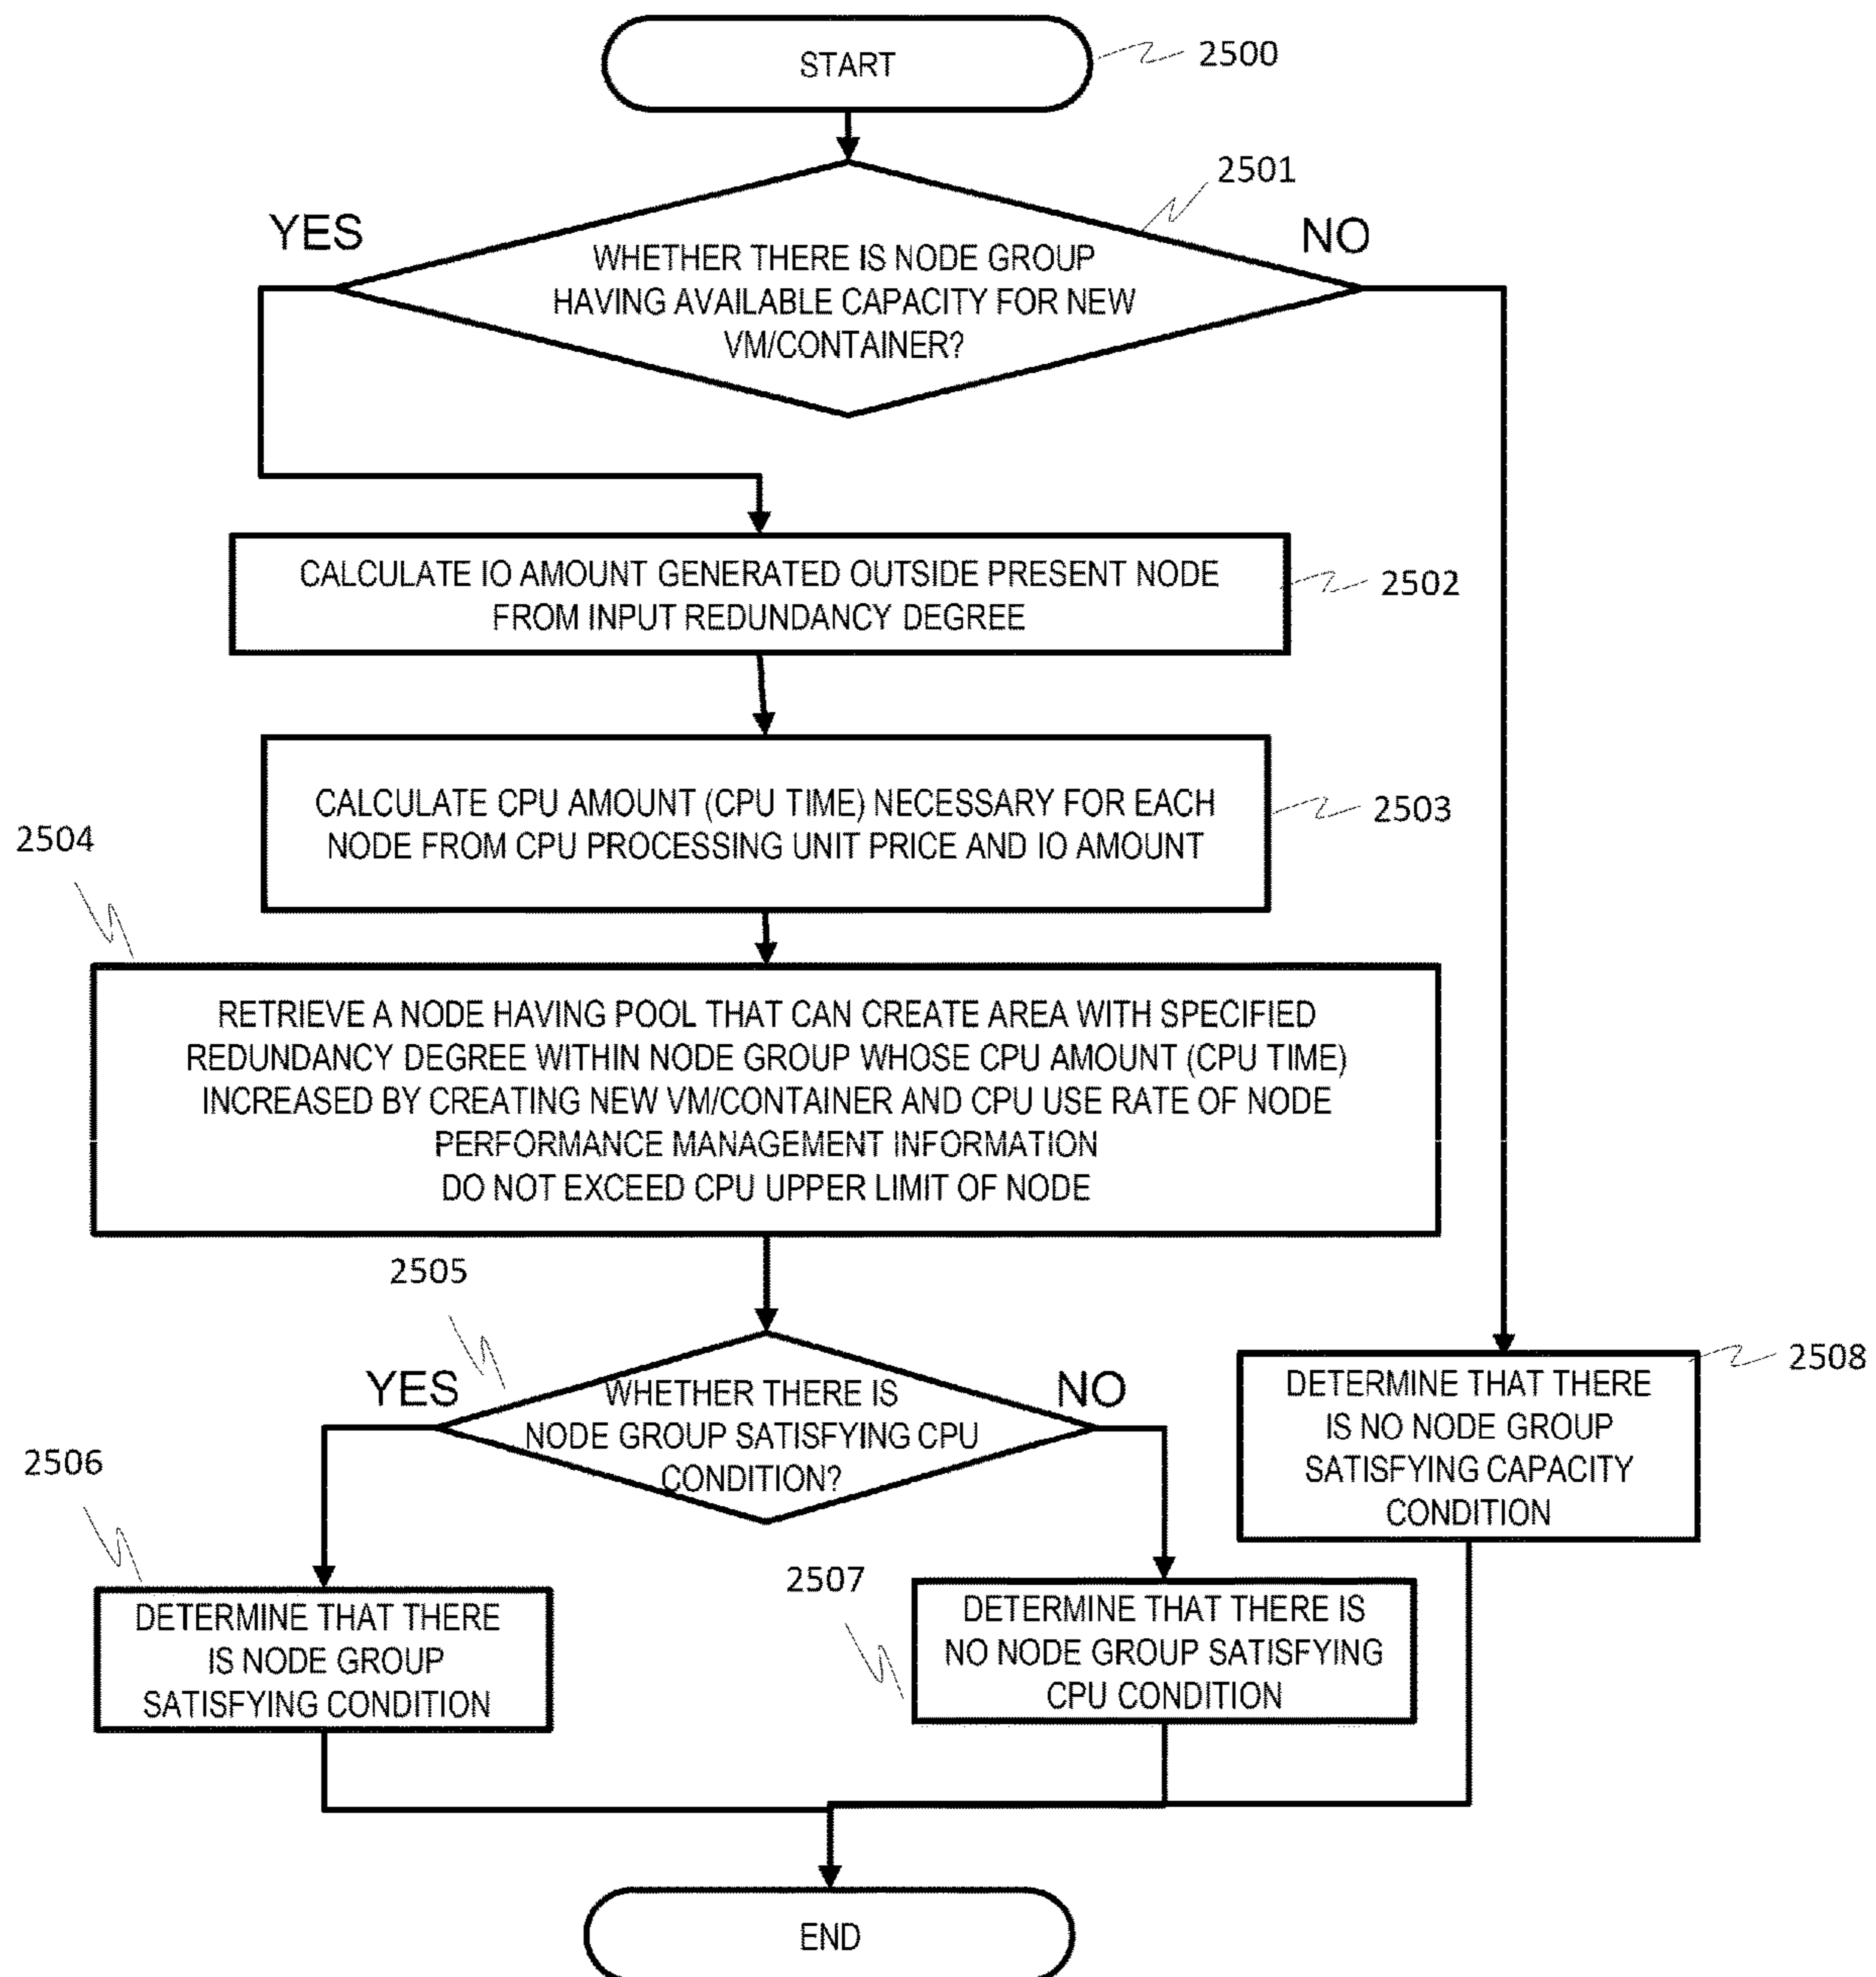 START
2500
2501
YES
NO
WHETHER THERE IS NODE GROUP
HAVING AVAILABLE CAPACITY FOR NEW
VM/CONTAINER?
CALCULATE IO AMOUNT GENERATED OUTSIDE PRESENT NODE
FROM INPUT REDUNDANCY DEGREE
2502
CALCULATE CPU AMOUNT (CPU TIME) NECESSARY FOR EACH
NODE FROM CPU PROCESSING UNIT PRICE AND IO AMOUNT
2503
2504
RETRIEVE A NODE HAVING POOL THAT CAN CREATE AREA WITH SPECIFIED
REDUNDANCY DEGREE WITHIN NODE GROUP WHOSE CPU AMOUNT (CPU TIME)
INCREASED BY CREATING NEW VM/CONTAINER AND CPU USE RATE OF NODE
PERFORMANCE MANAGEMENT INFORMATION
DO NOT EXCEED CPU UPPER LIMIT OF NODE
2505
YES
NO
WHETHER THERE IS
NODE GROUP SATISFYING CPU
CONDITION?
2508
DETERMINE THAT THERE
IS NO NODE GROUP
SATISFYING CAPACITY
CONDITION
2506
DETERMINE THAT THERE
IS NODE GROUP
SATISFYING CONDITION
2507
DETERMINE THAT THERE IS
NO NODE GROUP SATISFYING
CPU CONDITION
END